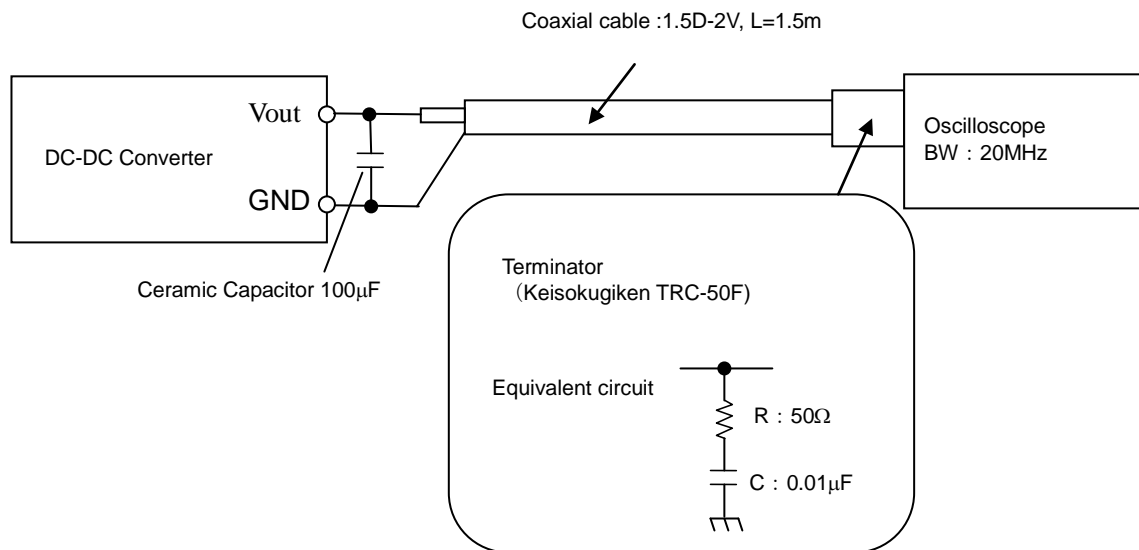 Coaxial cable :1.5D-2V, L=1.5m
Vout
DC-DC Converter
GND
Oscilloscope
BW：20MHz
Ceramic Capacitor 100μF
Terminator
（Keisokugiken TRC-50F)
Equivalent circuit
R：50Ω
C：0.01μF